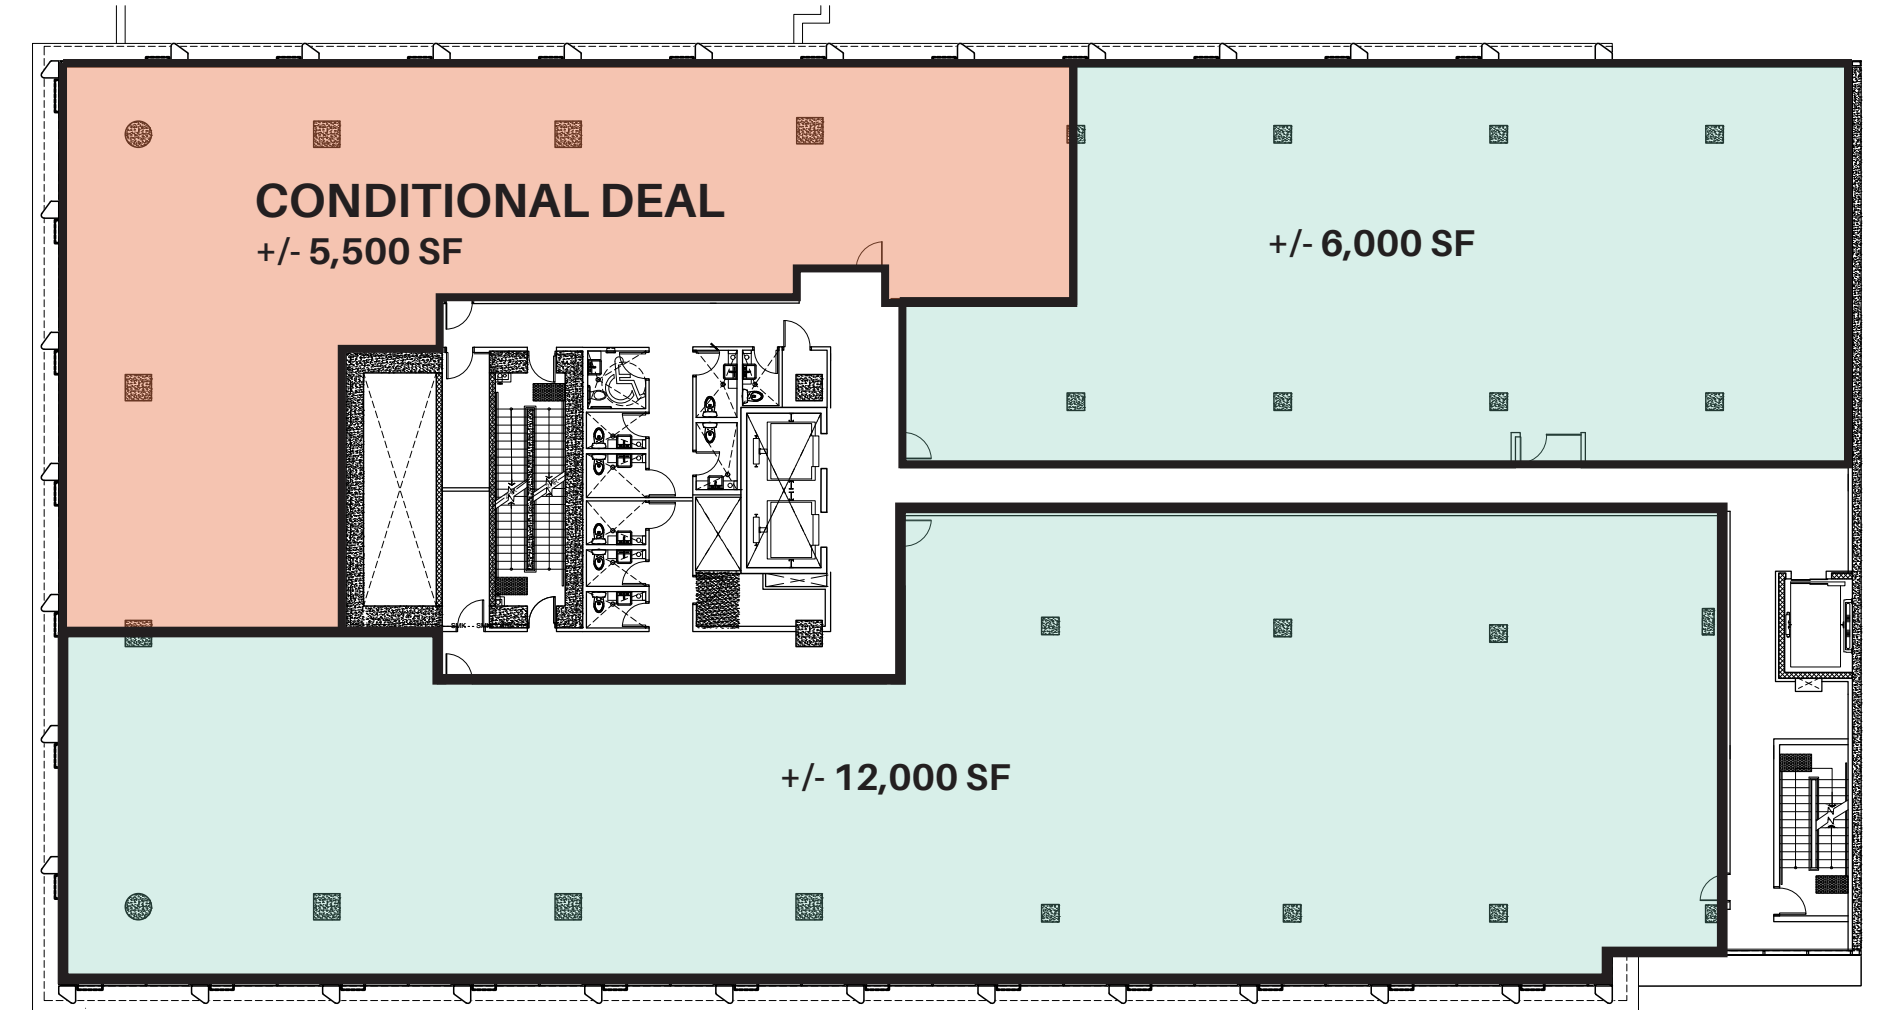 CONDITIONAL DEAL
+/- 5,500 SF
+/- 6,000 SF
+/- 12,000 SF